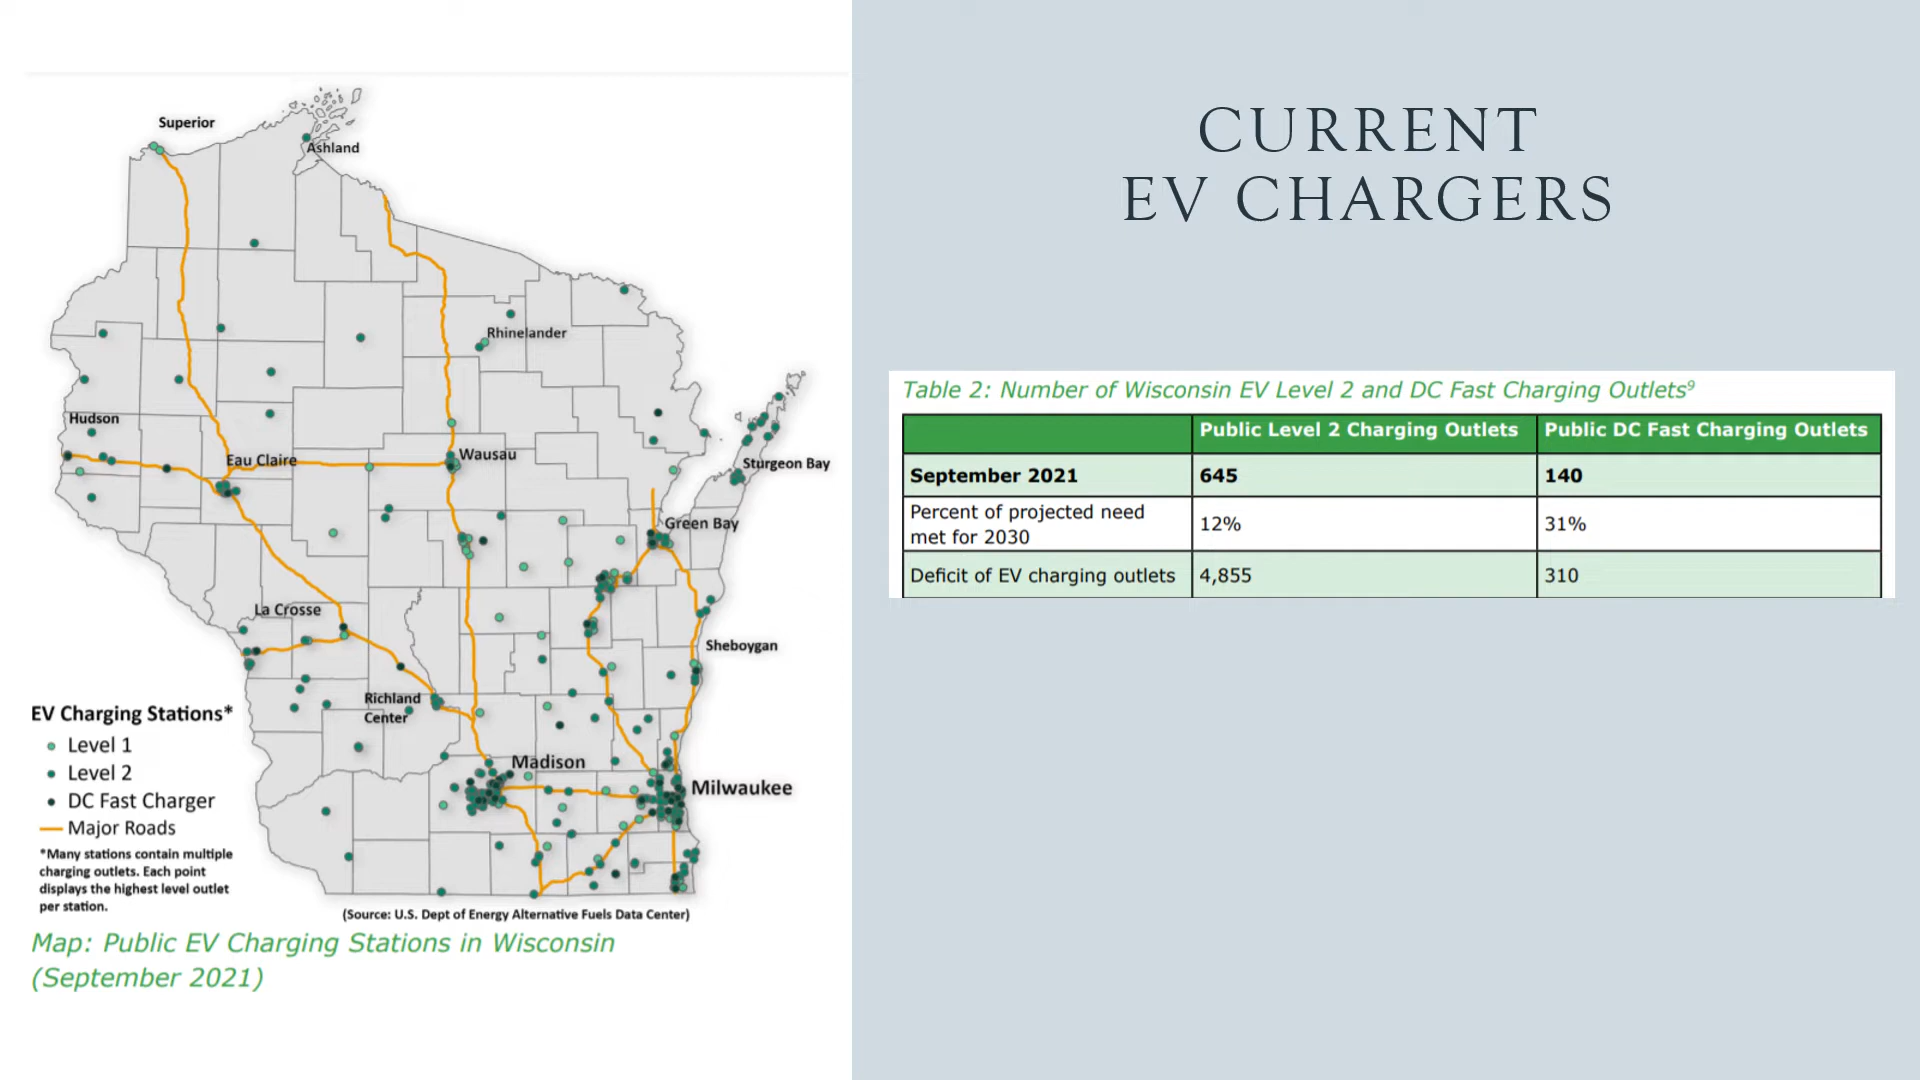 Superior
Ashland
Rhinelander
Hudson
Eau Claire
Wausau
Sturgeon Bay
Green Bay
La Crosse
Sheboygan
Richland
Center
Madison
Milwaukee
EV Charging Stations*
Level 1
Level 2
DC Fast Charger
Major Roads
*Many stations contain multiple
charging outlets. Each point
displays the highest level outlet
per station.
(Source: U.S. Dept of Energy Alternative Fuels Data Center)
Map: Public EV Charging Stations in Wisconsin
(September 2021)
CURRENT
EV CHARGERS
Table 2: Number of Wisconsin EV Level 2 and DC Fast Charging Outlets⁹
Public Level 2 Charging Outlets Public DC Fast Charging Outlets
September 2021 645 140
Percent of projected need
met for 2030 12% 31%
Deficit of EV charging outlets 4,855 310